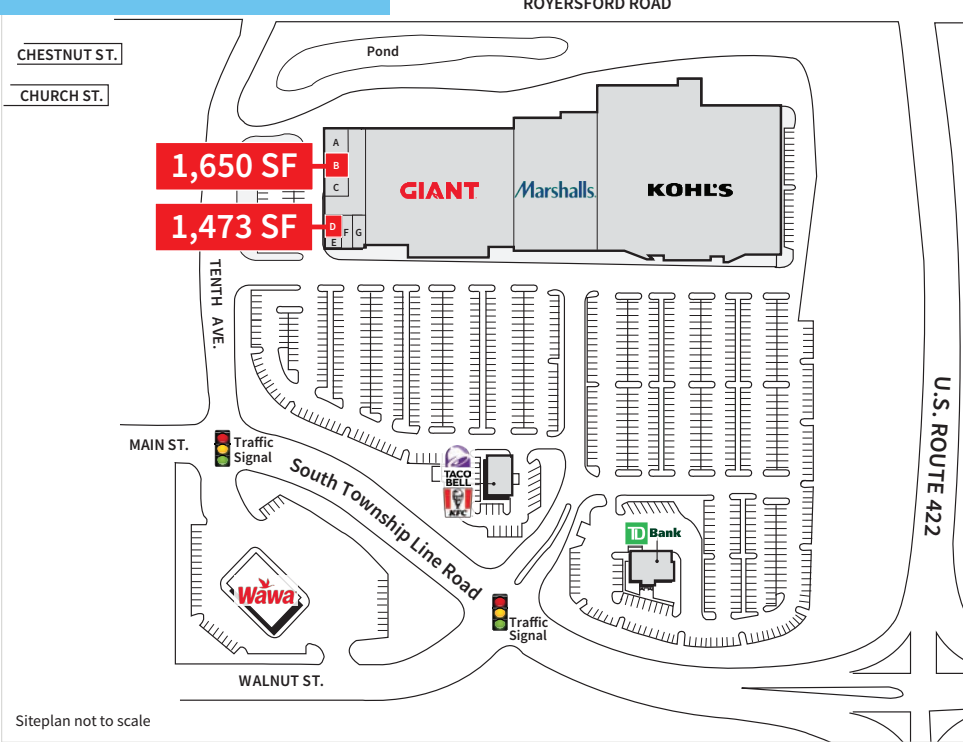 ROYERSFORD ROAD
CHESTNUT ST.
Pond
CHURCH ST.
A
1,650 SF
B
C
GIANT
Marshalls
KOHL'S
1,473 SF
D
F
G
E
TENTH AVE.
U.S. ROUTE 422
MAIN ST.
Traffic
Signal
South Township Line Road
TACO
BELL
KFC
TD Bank
Wawa
Traffic
Signal
WALNUT ST.
Siteplan not to scale